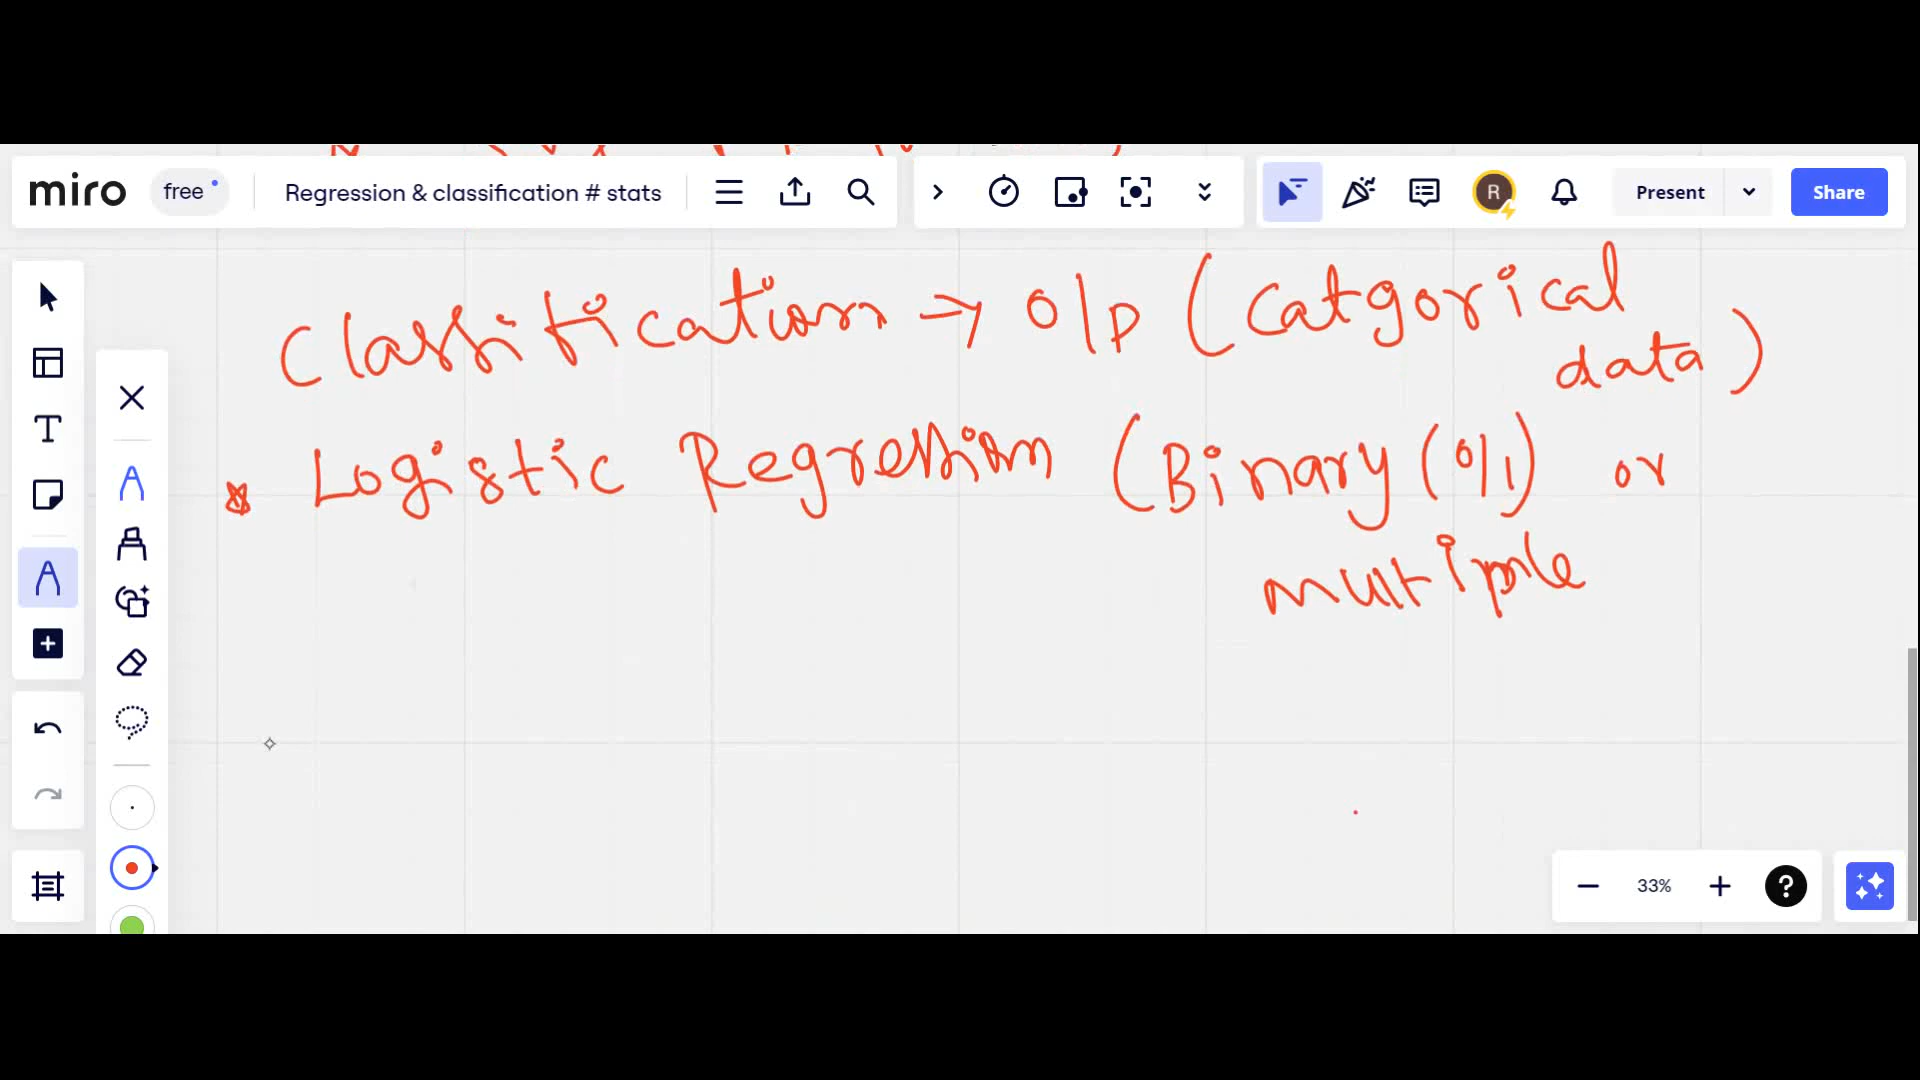 miro free Regression & classification # stats Present Share
Classification → O/P (Catgorical
data)
Logistic Regression (Binary (0/1) or
multiple
33%